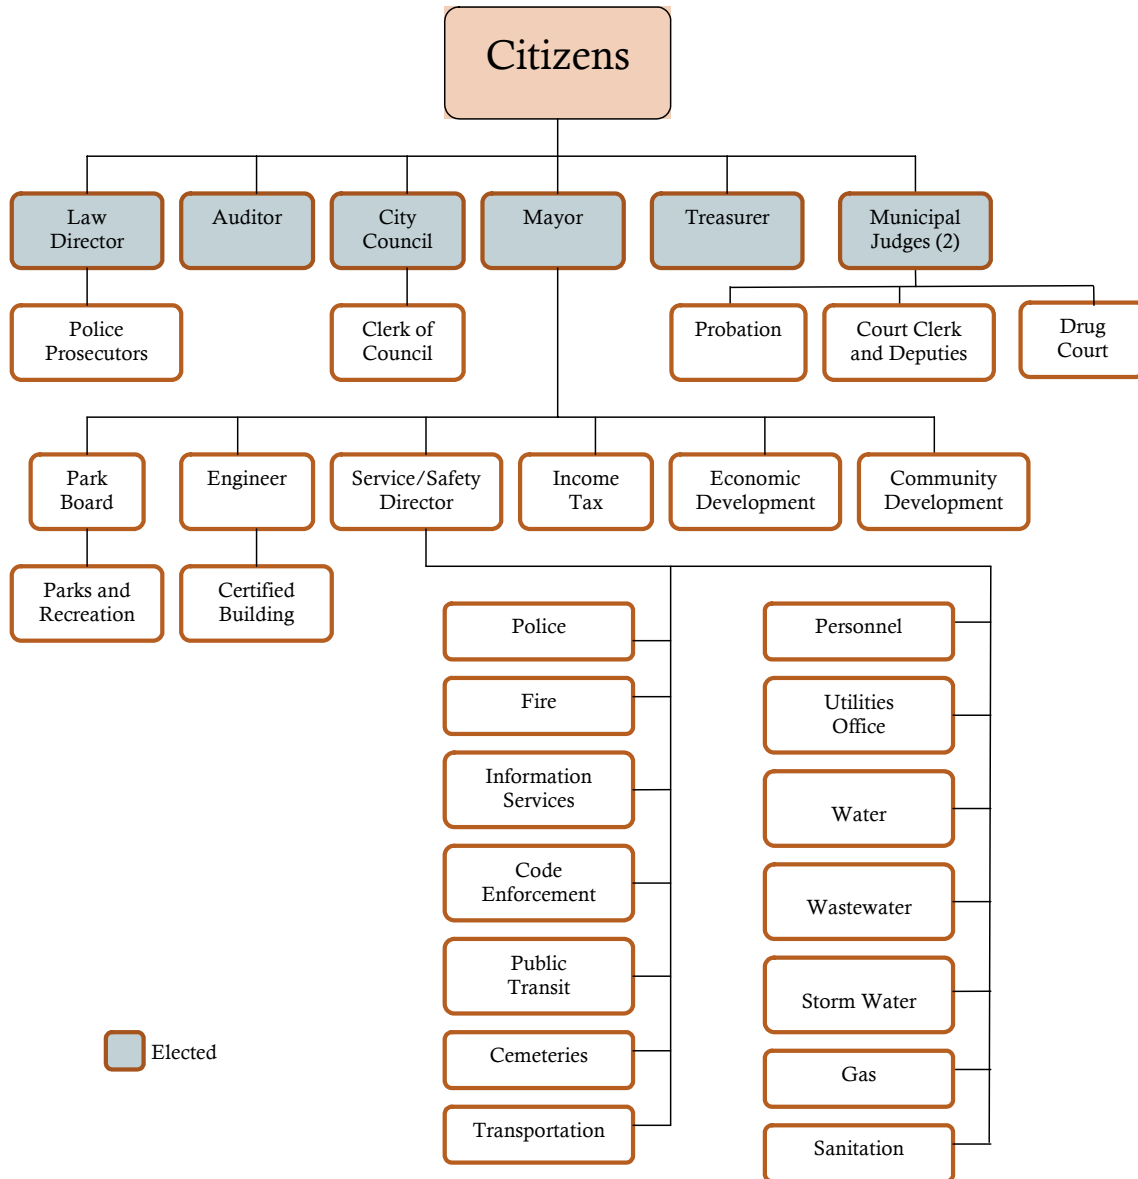 Citizens
Law
Director
Auditor
City
Council
Mayor
Treasurer
Municipal
Judges (2)
Police
Prosecutors
Clerk of
Council
Probation
Court Clerk
and Deputies
Drug
Court
Park
Board
Engineer
Service/Safety
Director
Income
Tax
Economic
Development
Community
Development
Parks and
Recreation
Certified
Building
Police
Fire
Information
Services
Code
Enforcement
Public
Transit
Cemeteries
Transportation
Personnel
Utilities
Office
Water
Wastewater
Storm Water
Gas
Sanitation
Elected